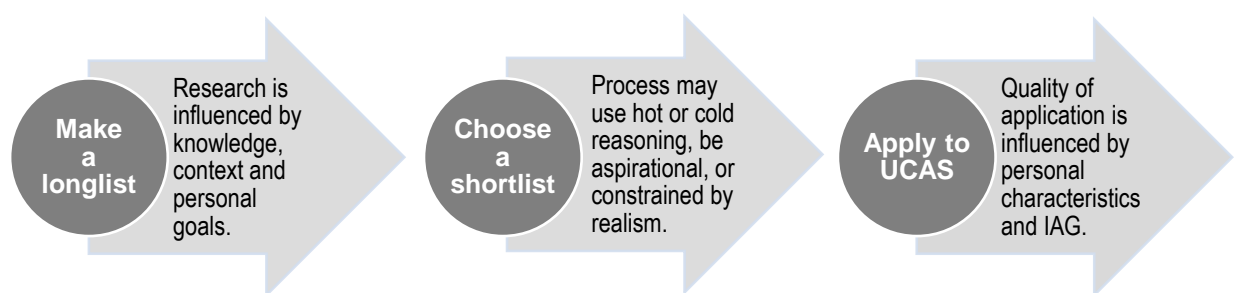 Make
a
longlist
Research is
influenced by
knowledge,
context and
personal
goals.
Choose
a
shortlist
Process may
use hot or cold
reasoning, be
aspirational, or
constrained by
realism.
Apply to
UCAS
Quality of
application is
influenced by
personal
characteristics
and IAG.